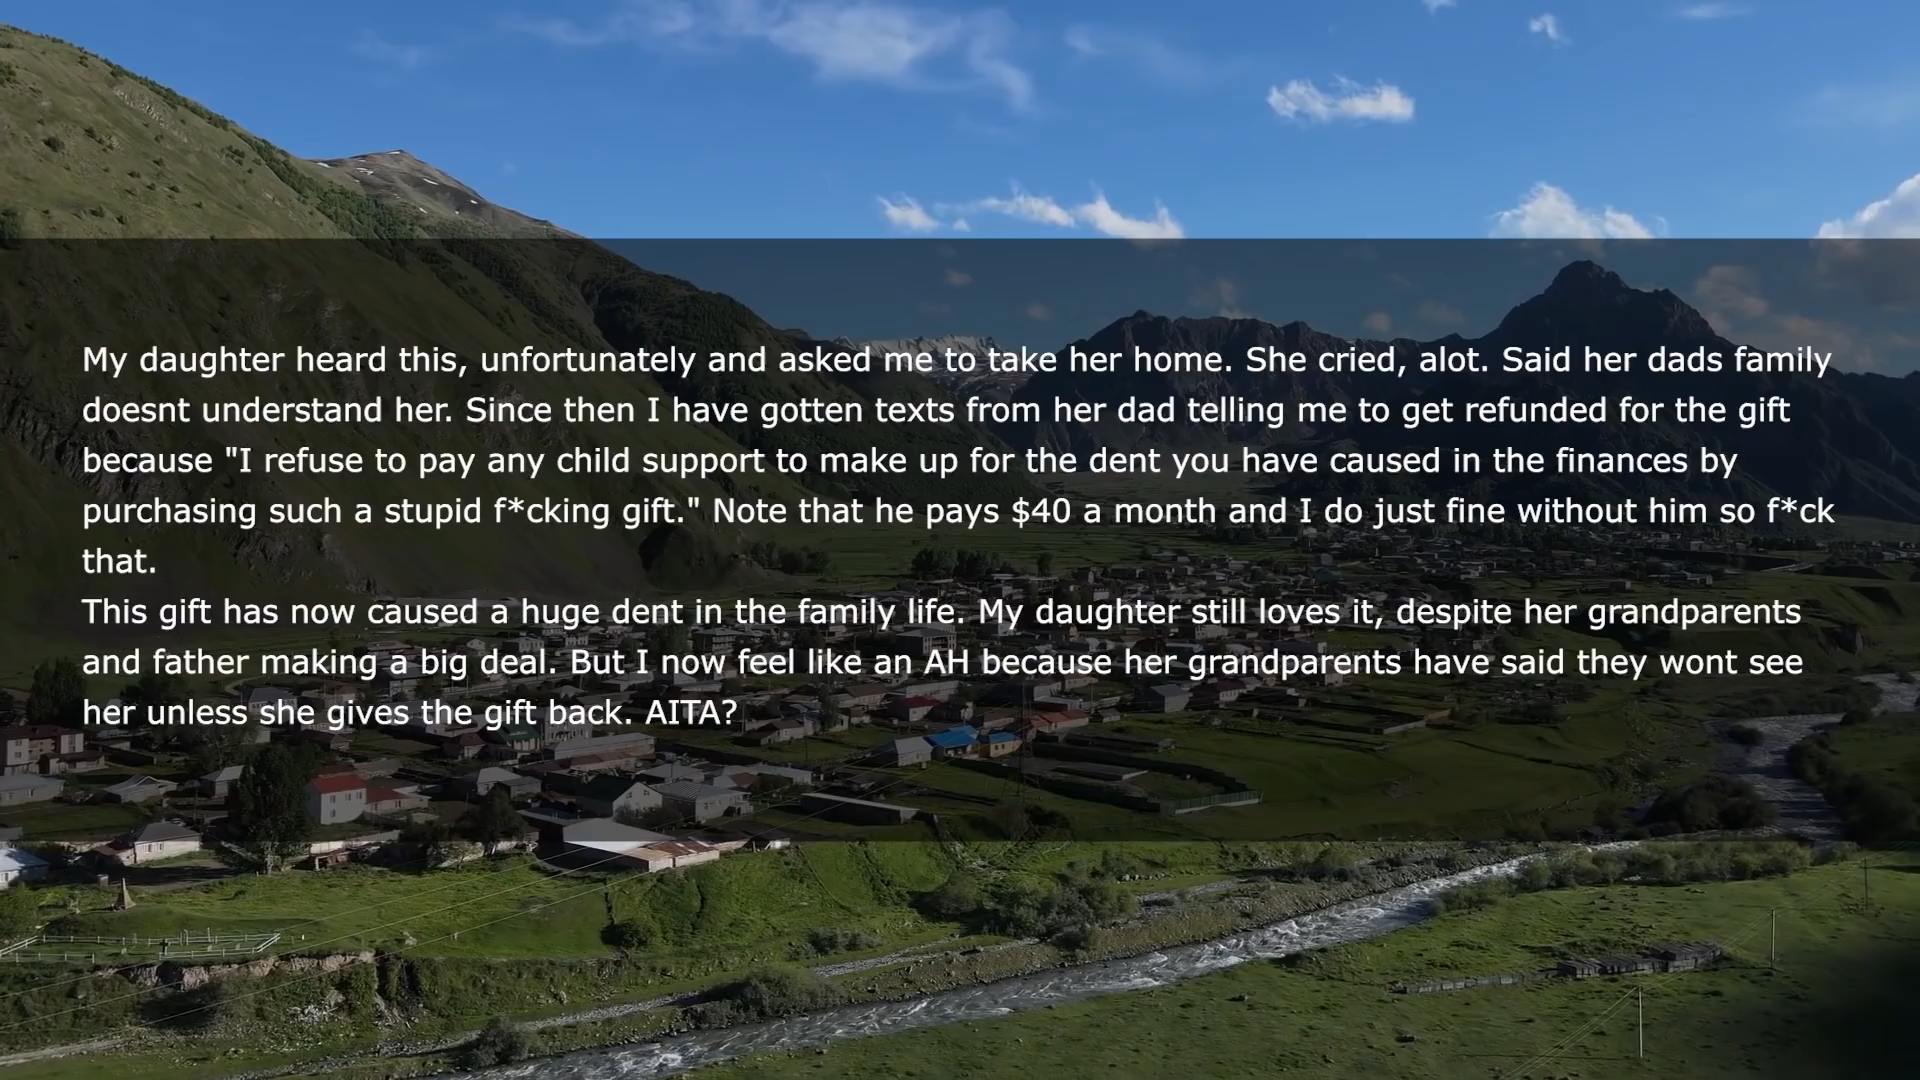 My daughter heard this, unfortunately and asked me to take her home. She cried, alot. Said her dads family
doesnt understand her. Since then I have gotten texts from her dad telling me to get refunded for the gift
because "I refuse to pay any child support to make up for the dent you have caused in the finances by
purchasing such a stupid f*cking gift." Note that he pays $40 a month and I do just fine without him so f*ck
that.
This gift has now caused a huge dent in the family life. My daughter still loves it, despite her grandparents
and father making a big deal. But I now feel like an AH because her grandparents have said they wont see
her unless she gives the gift back. AITA?